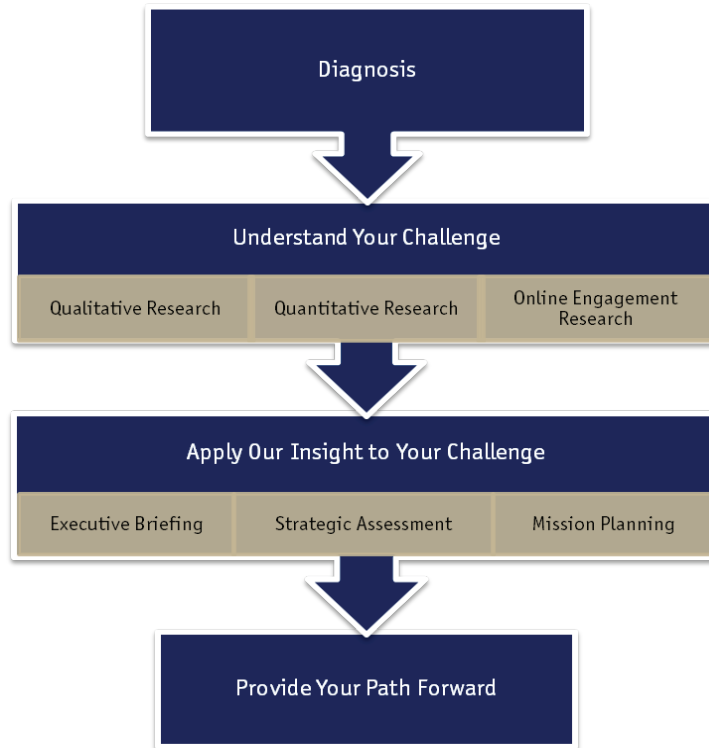 Diagnosis
Understand Your Challenge
Qualitative Research
Quantitative Research
Online Engagement
Research
Apply Our Insight to Your Challenge
Executive Briefing
Strategic Assessment
Mission Planning
Provide Your Path Forward